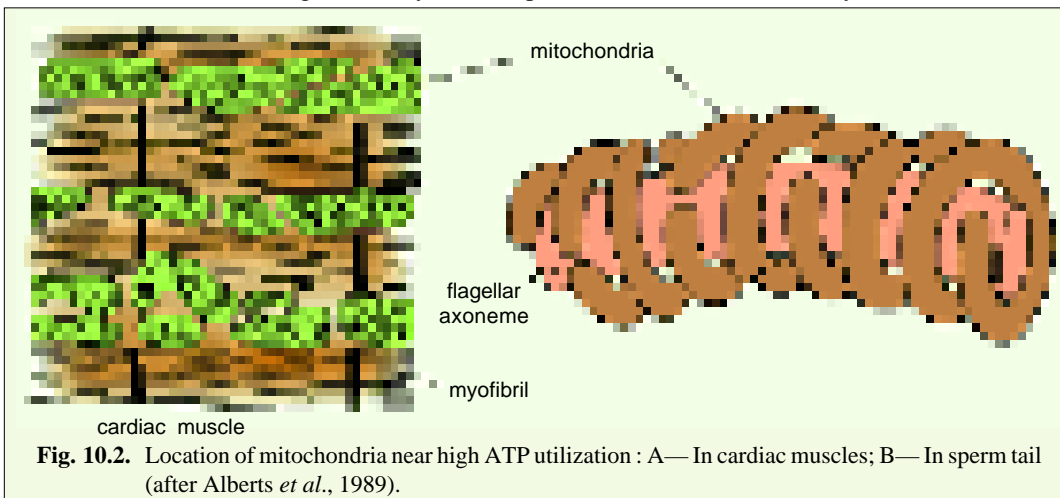 mitochondria
flagellar
axoneme
myofibril
cardiac muscle
Fig. 10.2. Location of mitochondria near high ATP utilization : A— In cardiac muscles; B— In sperm tail
(after Alberts et al., 1989).